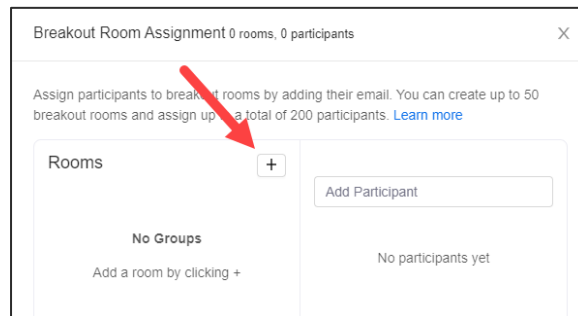 Breakout Room Assignment 0 rooms, 0 participants
X
Assign participants to breakout rooms by adding their email. You can create up to 50
breakout rooms and assign up a total of 200 participants. Learn more
Rooms
+
Add Participant
No Groups
No participants yet
Add a room by clicking +